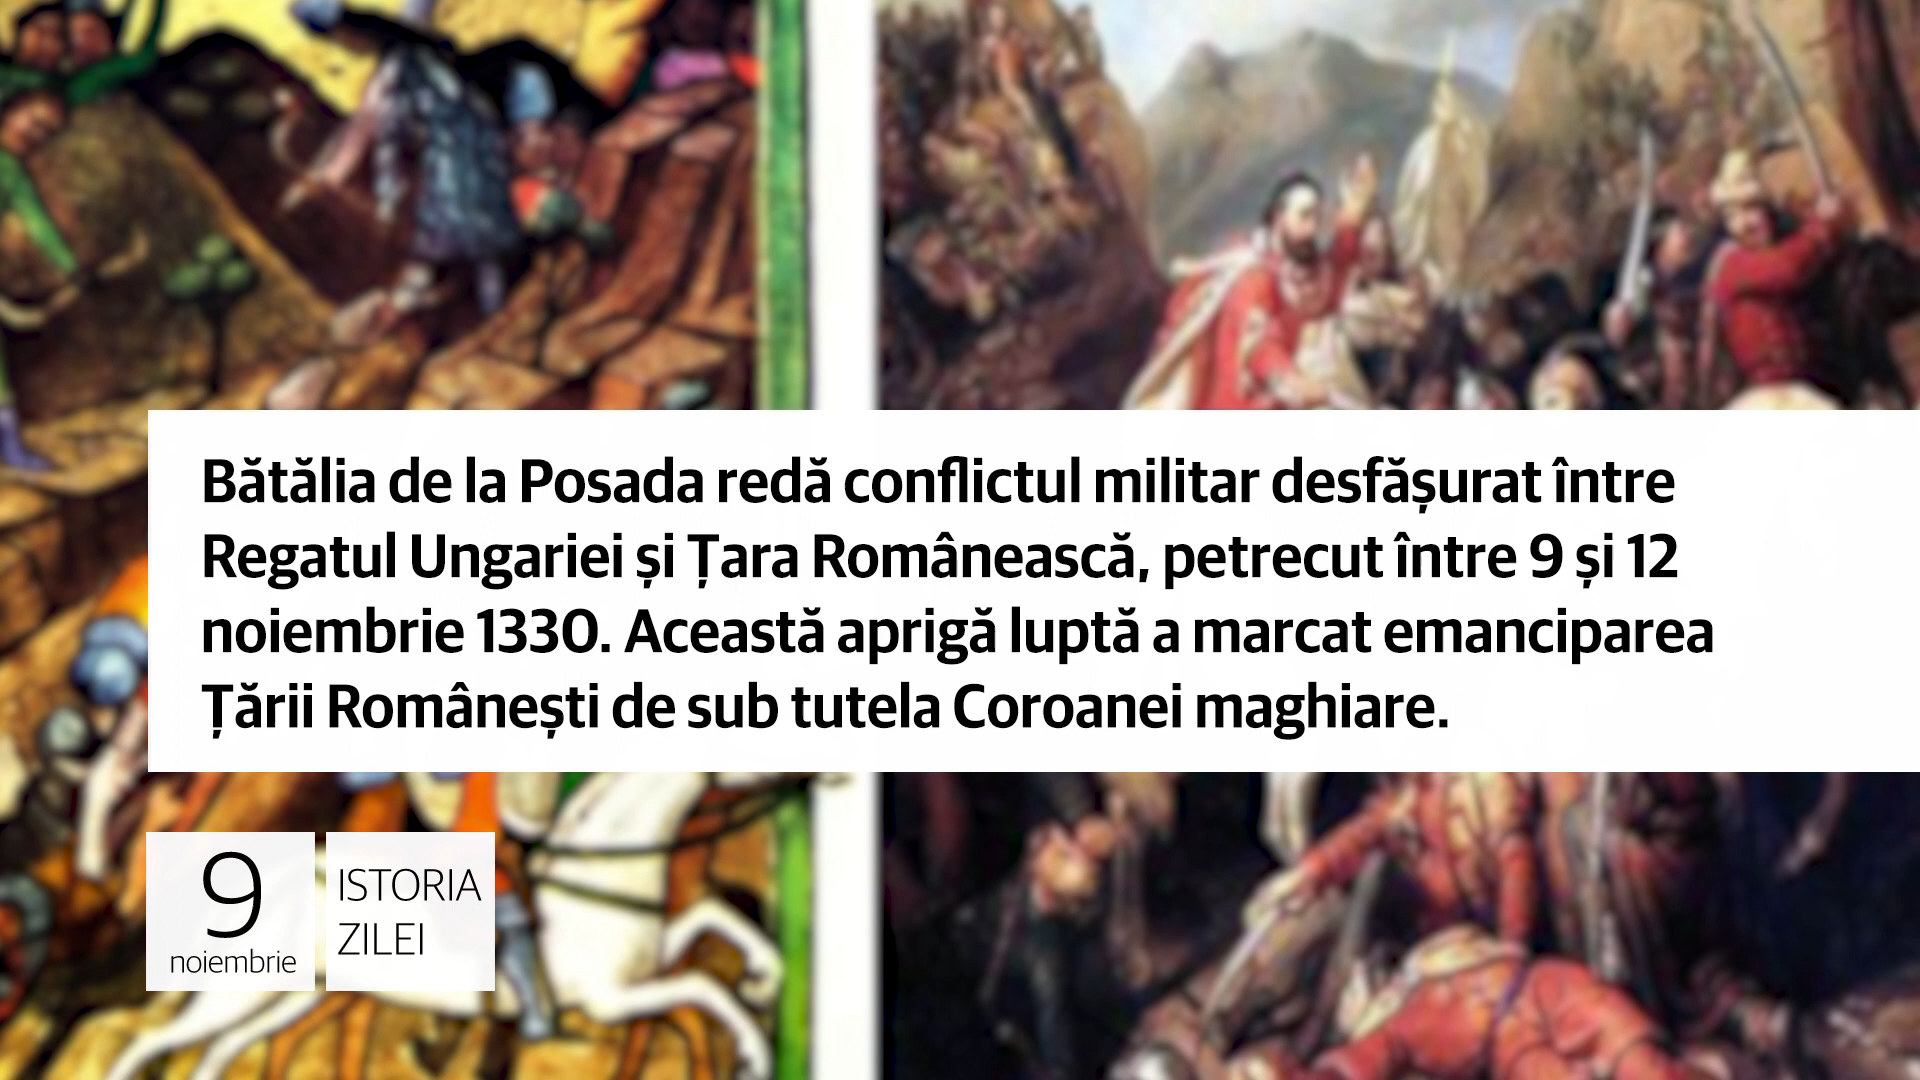 Bătălia de la Posada redă conflictul militar desfășurat între
Regatul Ungariei și Țara Românească, petrecut între 9 și 12
noiembrie 1330. Această aprigă luptă a marcat emanciparea
Țării Românești de sub tutela Coroanei maghiare.
9
noiembrie
ISTORIA
ZILEI